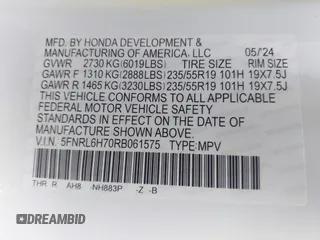 MFD. BY HONDA DEVELOPMENT &
MANUFACTURING OF AMERICA, LLC 05/24
GVWR 2730 KG (6019LBS) TIRE SIZE RIM SIZE
GAWR F 1310 KG (2888LBS) 235/55R19 101H 19X7.5J
GAWR R 1465 KG (3230LBS) 235/55R19 101H 19X7.5J
THIS VEHICLE CONFORMS TO ALL APPLICABLE
FEDERAL MOTOR VEHICLE SAFETY
STANDARDS IN EFFECT ON THE DATE OF
MANUFACTURE SHOWN ABOVE.
V.I.N. 5FNRL6H70RB061575 TYPE: MPV
THR R AH8 NH883P -Z -B
DREAMBID
DREAMBID